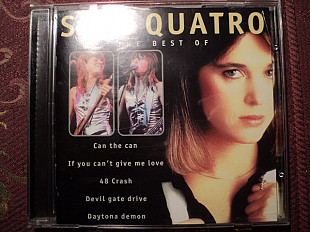 S QUATRO
THE BEST OF
Can the can
If you can't give me love
48 Crash
Devil gate drive
Daytona demon